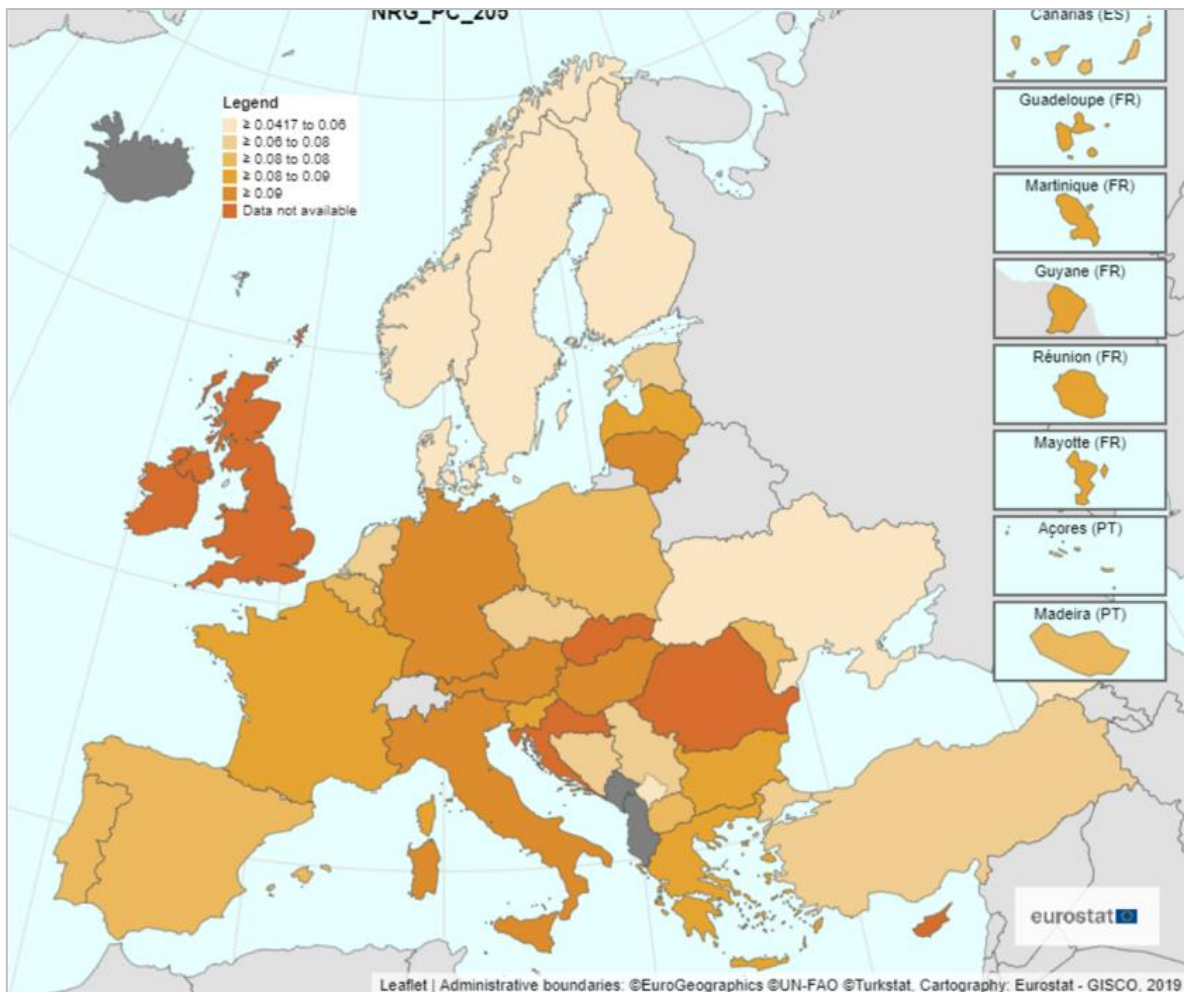 NRG_PC_205
Legend
≥ 0.0417 to 0.06
≥ 0.06 to 0.08
≥ 0.08 to 0.08
≥ 0.08 to 0.09
≥ 0.09
Data not available
Canarias (ES)
Guadeloupe (FR)
Martinique (FR)
Guyane (FR)
Réunion (FR)
Mayotte (FR)
Açores (PT)
Madeira (PT)
eurostat
Leaflet | Administrative boundaries: ©EuroGeographics ©UN-FAO ©Turkstat, Cartography: Eurostat - GISCO, 2019